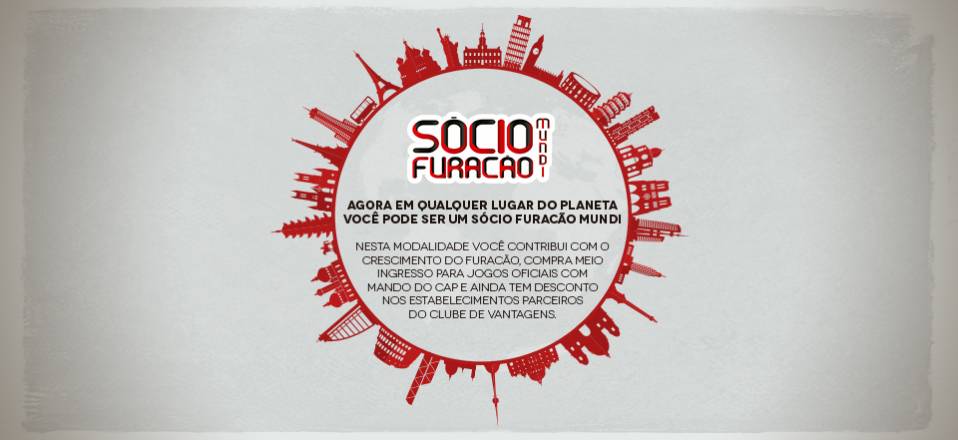 SÓCIO
FURACÃO
MUNDI
AGORA EM QUALQUER LUGAR DO PLANETA
VOCÊ PODE SER UM SÓCIO FURACÃO MUNDI
NESTA MODALIDADE VOCÊ CONTRIBUI COM O
CRESCIMENTO DO FURACÃO, COMPRA MEIO
INGRESSO PARA JOGOS OFICIAIS COM
MANDO DO CAP E AINDA TEM DESCONTO
NOS ESTABELECIMENTOS PARCEIROS
DO CLUBE DE VANTAGENS.